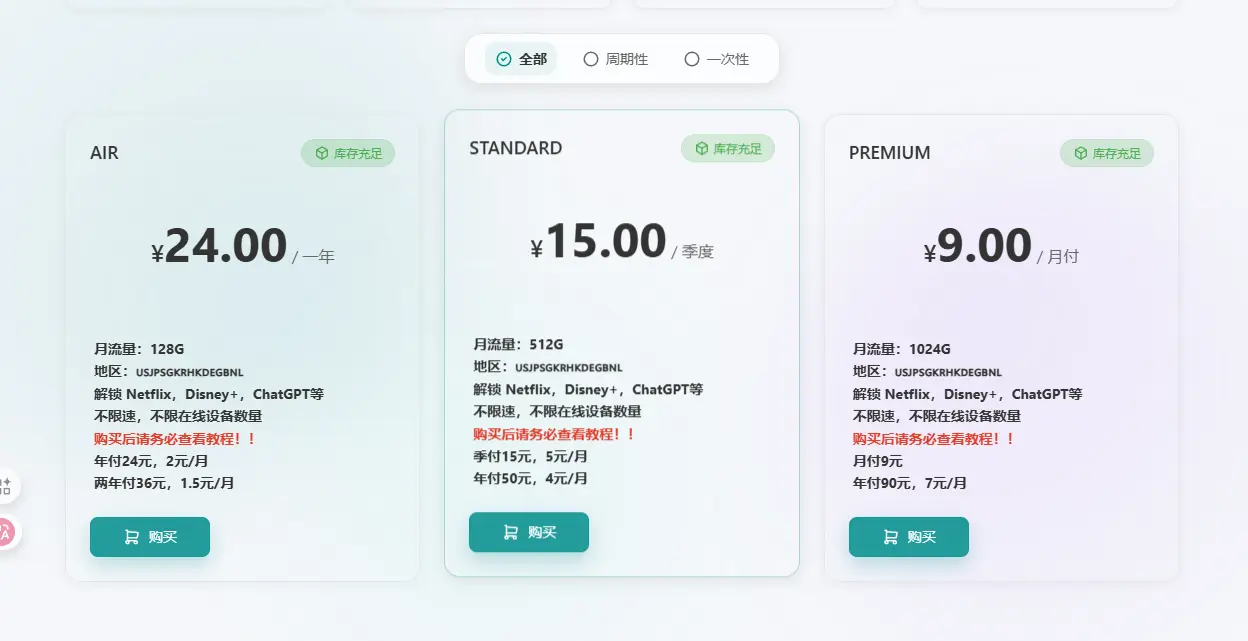 全部
周期性
一次性
AIR
库存充足
¥24.00 / 一年
月流量：128G
地区：USJPSGKRHKDEGBNL
解锁 Netflix，Disney+，ChatGPT等
不限速，不限在线设备数量
购买后请务必查看教程！！
年付24元，2元/月
两年付36元，1.5元/月
购买
STANDARD
库存充足
¥15.00 / 季度
月流量：512G
地区：USJPSGKRHKDEGBNL
解锁 Netflix，Disney+，ChatGPT等
不限速，不限在线设备数量
购买后请务必查看教程！！
季付15元，5元/月
年付50元，4元/月
购买
PREMIUM
库存充足
¥9.00 / 月付
月流量：1024G
地区：USJPSGKRHKDEGBNL
解锁 Netflix，Disney+，ChatGPT等
不限速，不限在线设备数量
购买后请务必查看教程！！
月付9元
年付90元，7元/月
购买